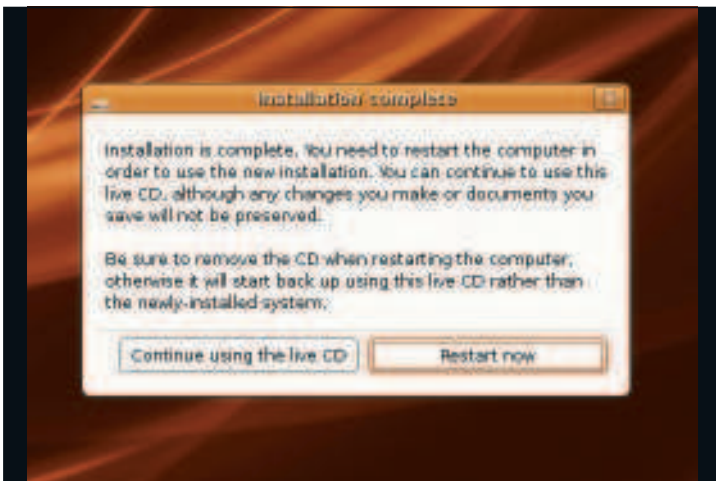 Installation complete
Installation is complete. You need to restart the computer in
order to use the new installation. You can continue to use this
live CD, although any changes you make or documents you
save will not be preserved.
Be sure to remove the CD when restarting the computer,
otherwise it will start back up using this live CD rather than
the newly-installed system.
Continue using the live CD
Restart now